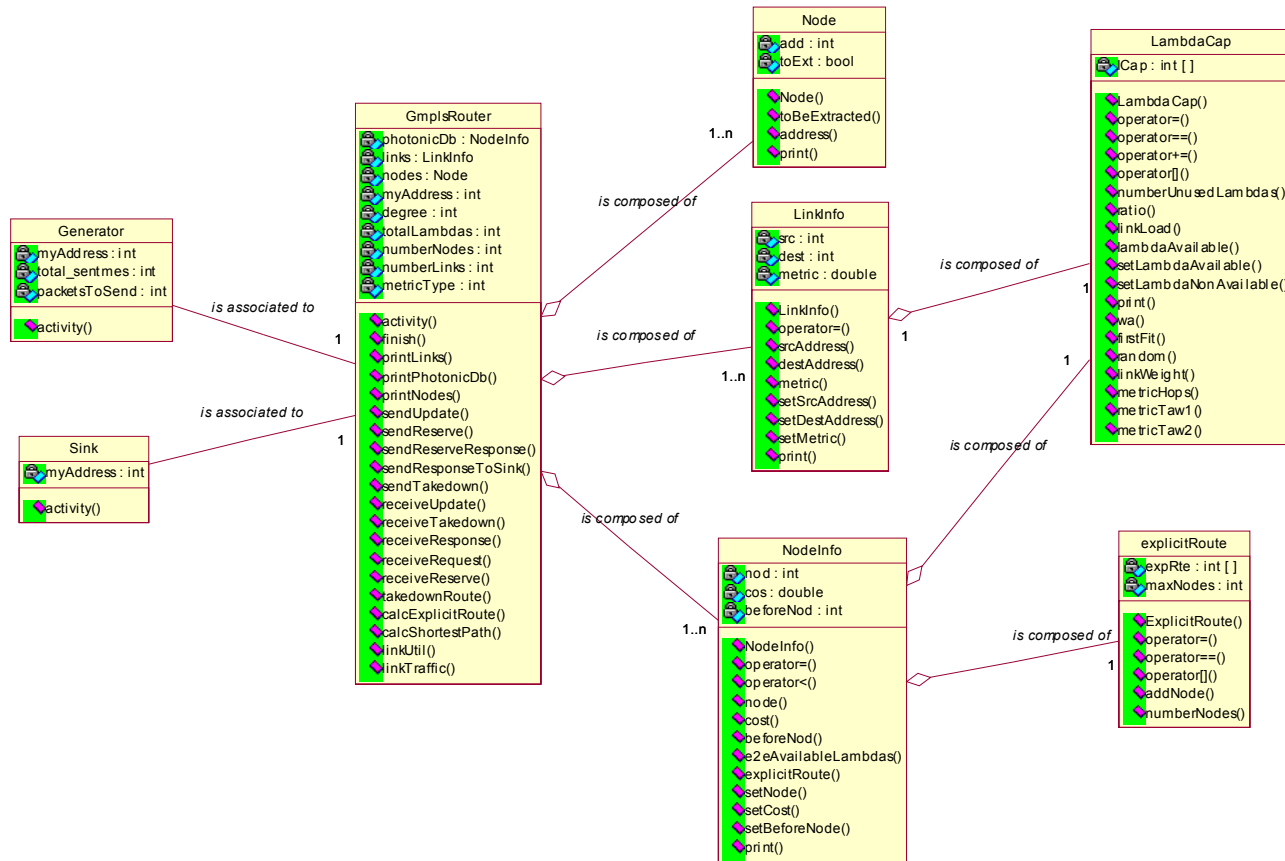 Node
add : int
toExt : bool
Node()
toBeExtracted()
address()
print()
LambdaCap
lCap : int [ ]
LambdaCap()
operator=()
operator==()
operator+=()
operator[]()
numberUnusedLambdas()
ratio()
linkLoad()
lambdaAvailable()
setLambdaAvailable()
setLambdaNonAvailable()
print()
wa()
firstFit()
random()
linkWeight()
metricHops()
metricTaw1()
metricTaw2()
GmplsRouter
photonicDb : NodeInfo
links : LinkInfo
nodes : Node
myAddress : int
degree : int
totalLambdas : int
numberNodes : int
numberLinks : int
metricType : int
activity()
finish()
printLinks()
printPhotonicDb()
printNodes()
sendUpdate()
sendReserve()
sendReserveResponse()
sendResponseToSink()
sendTakedown()
receiveUpdate()
receiveTakedown()
receiveResponse()
receiveRequest()
receiveReserve()
takedownRoute()
calcExplicitRoute()
calcShortestPath()
linkUtil()
linkTraffic()
1..n
is composed of
LinkInfo
src : int
dest : int
metric : double
LinkInfo()
operator=()
srcAddress()
destAddress()
metric()
setSrcAddress()
setDestAddress()
setMetric()
print()
Generator
myAddress : int
total_sentmes : int
packetsToSend : int
activity()
is composed of
1
1
is associated to
1
is composed of
1..n
1
is associated to
1
Sink
myAddress : int
activity()
is composed of
is composed of
1..n
NodeInfo
nod : int
cos : double
beforeNod : int
NodeInfo()
operator=()
operator<()
node()
cost()
beforeNod()
e2eAvailableLambdas()
explicitRoute()
setNode()
setCost()
setBeforeNode()
print()
explicitRoute
expRte : int [ ]
maxNodes : int
ExplicitRoute()
operator=()
operator==()
operator[]()
addNode()
numberNodes()
is composed of
1